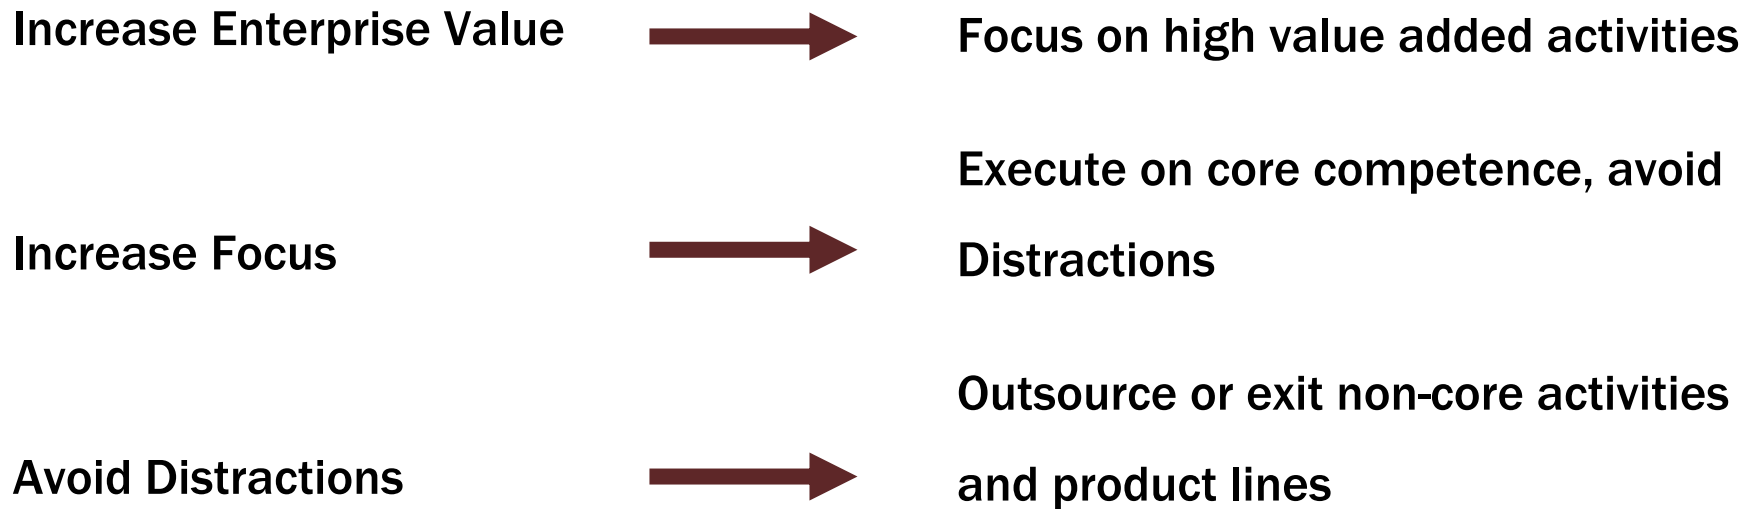 Increase Enterprise Value
Focus on high value added activities
Execute on core competence, avoid
Increase Focus
Distractions
Outsource or exit non-core activities
Avoid Distractions
and product lines